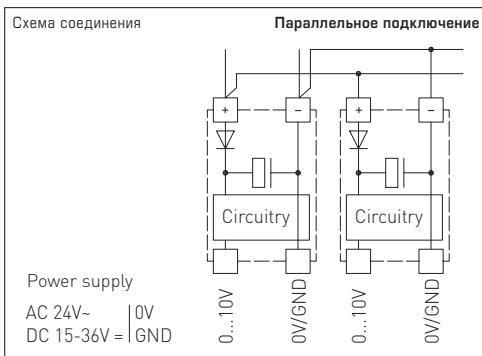 Схема соединения
Параллельное подключение
+ − + −
Circuitry Circuitry
Power supply
AC 24V~ | 0V
DC 15-36V = | GND
0...10V
0V/GND
0...10V
0V/GND